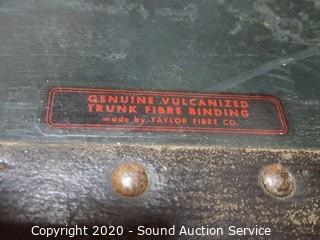 GENUINE VULCANIZED
TRUNK FIBRE BINDING
made by TAYLOR FIBRE CO.
Copyright 2020 - Sound Auction Service